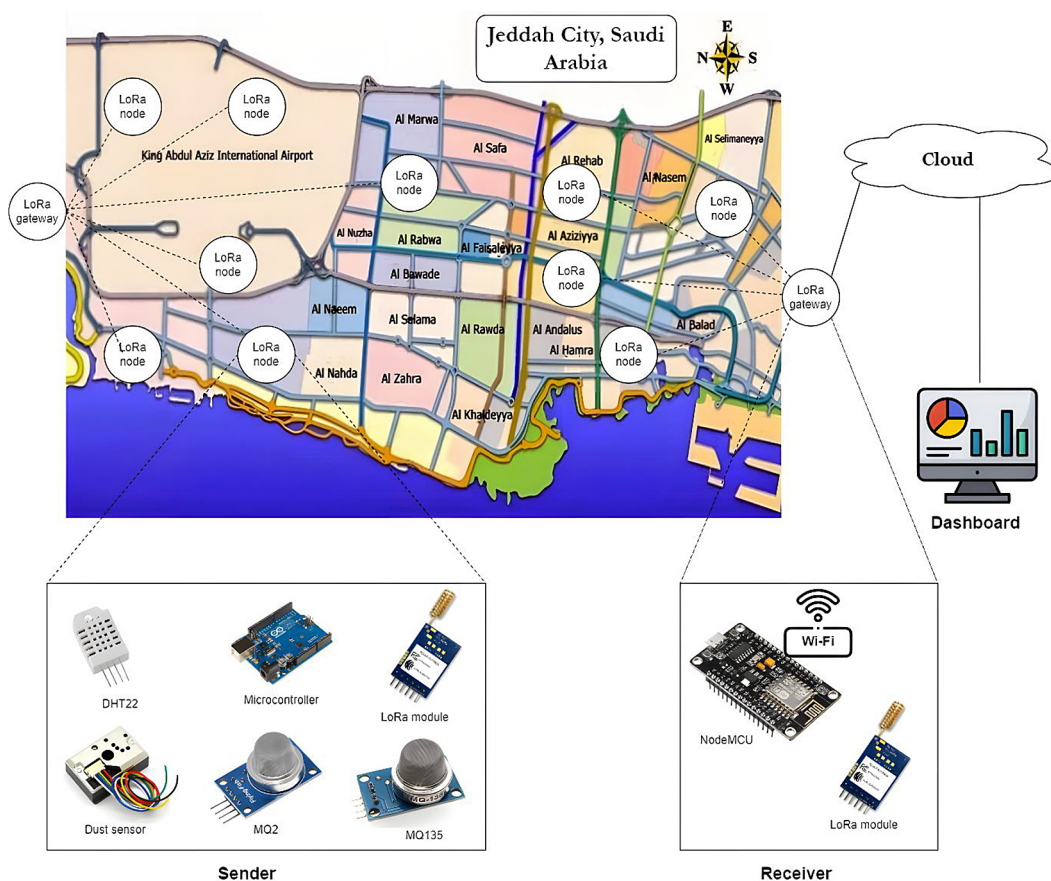 Jeddah City, Saudi
Arabia
E
N
S
W
LoRa
node
LoRa
node
Al Marwa
Al Safa
Al Rehab
Al Selimaneyya
King Abdul Aziz International Airport
Al Nasem
LoRa
node
LoRa
node
LoRa
node
Cloud
LoRa
gateway
Al Nuzha
Al Rabwa
Al Faisaleyya
Al Aziziyya
LoRa
node
Al Bawade
LoRa
node
LoRa
gateway
Al Naeem
Al Selama
Al Rawda
Al Andalus
Al Balad
LoRa
node
LoRa
node
Al Hamra
LoRa
node
Al Nahda
Al Zahra
Al Khaldeyya
Dashboard
DHT22
Microcontroller
LoRa module
Wi-Fi
NodeMCU
Dust sensor
MQ2
MQ135
LoRa module
Sender
Receiver